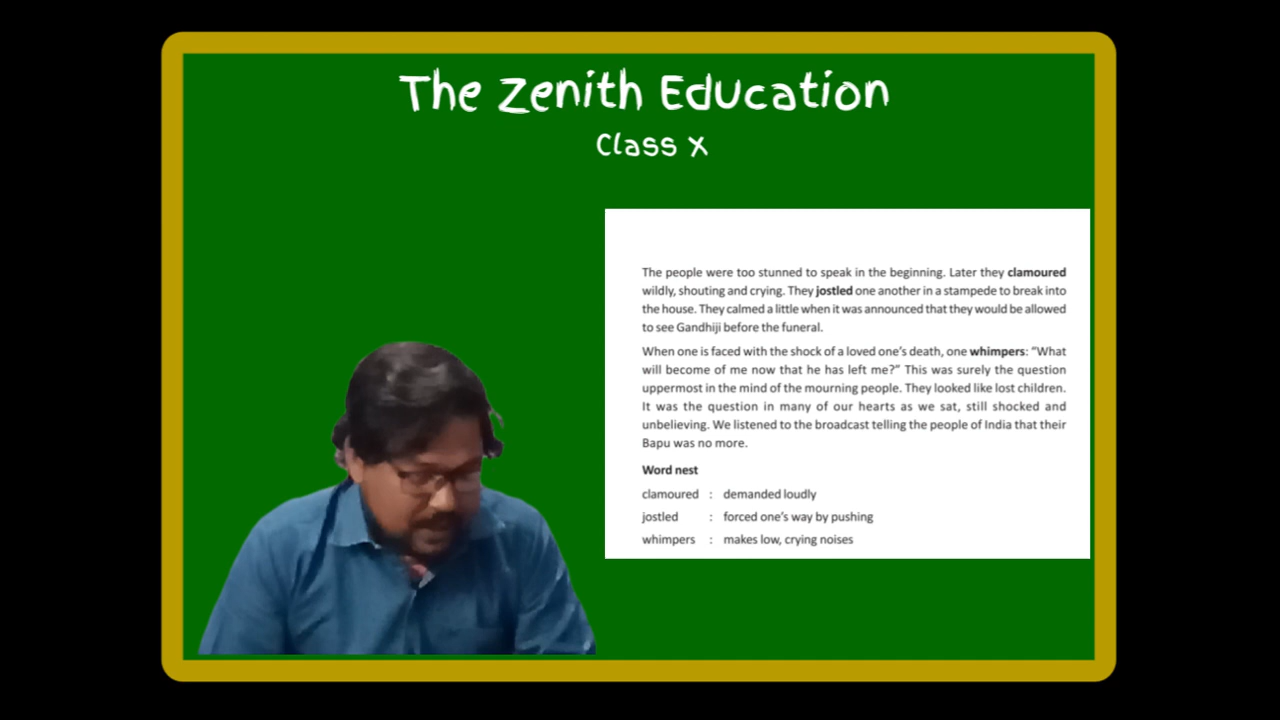 The Zenith Education
Class X
The people were too stunned to speak in the beginning. Later they clamoured
wildly, shouting and crying. They jostled one another in a stampede to break into
the house. They calmed a little when it was announced that they would be allowed
to see Gandhiji before the funeral.
When one is faced with the shock of a loved one’s death, one whimpers: “What
will become of me now that he has left me?” This was surely the question
uppermost in the mind of the mourning people. They looked like lost children.
It was the question in many of our hearts as we sat, still shocked and
unbelieving. We listened to the broadcast telling the people of India that their
Bapu was no more.
Word nest
clamoured : demanded loudly
jostled : forced one’s way by pushing
whimpers : makes low, crying noises